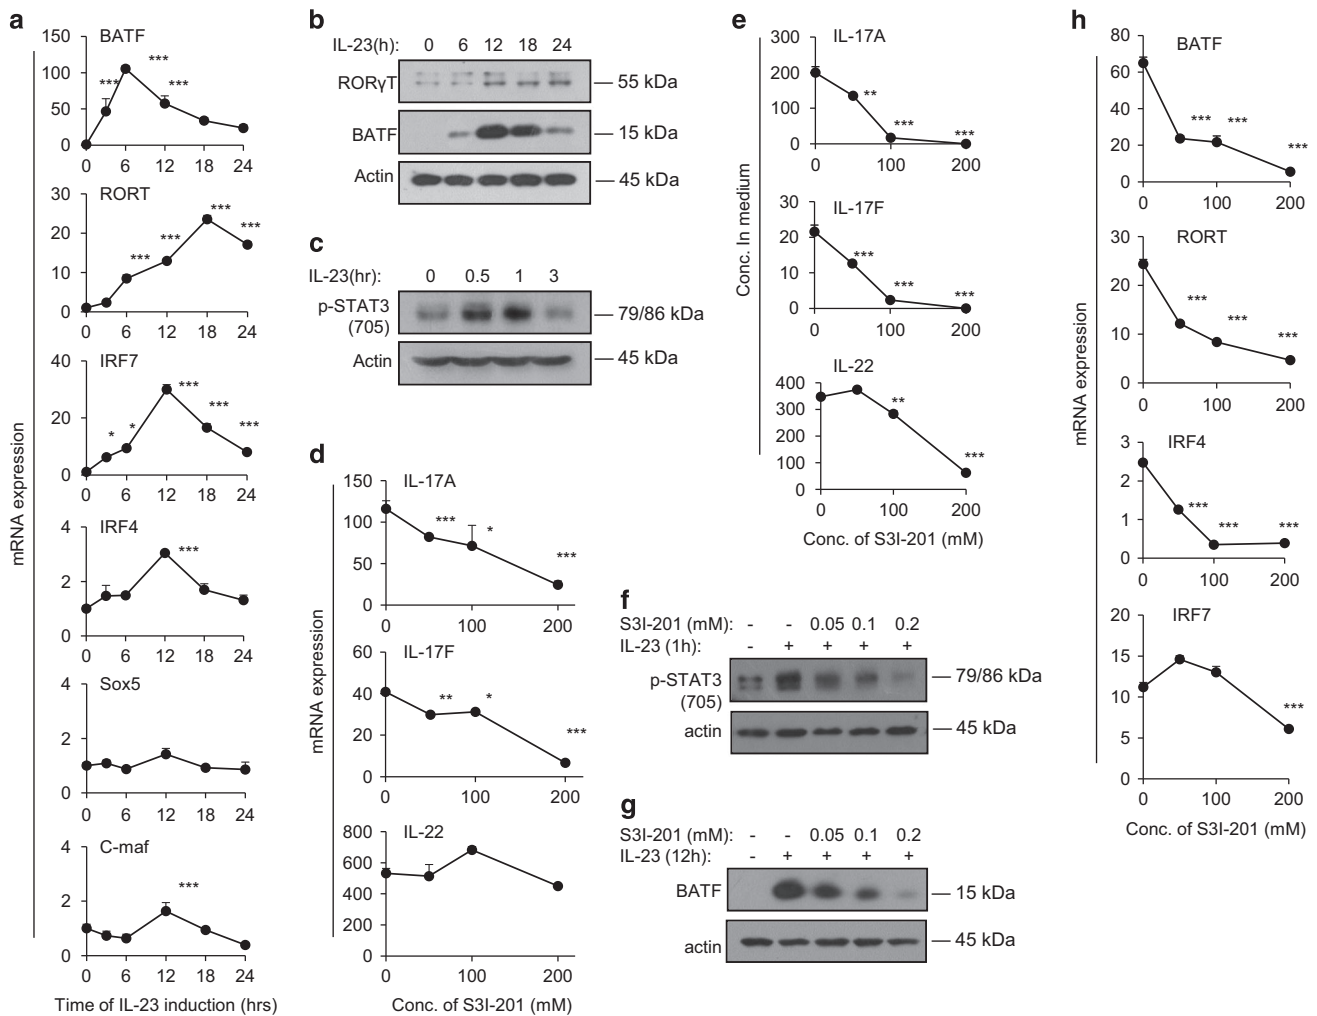 a
BATF
150
100
50
0
*** *** ***
0 6 12 18 24
RORT
30
20
10
0
*** *** *** ***
0 6 12 18 24
IRF7
40
20
0
* * *** *** ***
0 6 12 18 24
IRF4
4
2
0
***
0 6 12 18 24
Sox5
4
2
0
0 6 12 18 24
C-maf
4
2
0
***
0 6 12 18 24
mRNA expression
Time of IL-23 induction (hrs)
b
IL-23(h): 0 6 12 18 24
RORγT 55 kDa
BATF 15 kDa
Actin 45 kDa
c
IL-23(hr): 0 0.5 1 3
p-STAT3
(705)
79/86 kDa
Actin 45 kDa
d
IL-17A
150
100
50
0
*** * ***
0 100 200
IL-17F
60
40
20
0
** * ***
0 100 200
IL-22
800
600
400
200
0
0 100 200
mRNA expression
Conc. of S3I-201 (mM)
e
IL-17A
300
200
100
0
** *** ***
0 100 200
IL-17F
30
20
10
0
*** *** ***
0 100 200
IL-22
400
300
200
100
0
** ***
0 100 200
Conc. In medium
Conc. of S3I-201 (mM)
f
S3I-201 (mM): - - 0.05 0.1 0.2
IL-23 (1h): - + + + +
p-STAT3
(705)
79/86 kDa
actin 45 kDa
g
S3I-201 (mM): - - 0.05 0.1 0.2
IL-23 (12h): - + + + +
BATF 15 kDa
actin 45 kDa
h
BATF
80
60
40
20
0
*** *** ***
0 100 200
RORT
30
20
10
0
*** *** ***
0 100 200
IRF4
3
2
1
0
*** *** ***
0 100 200
IRF7
20
15
10
5
0
***
0 100 200
mRNA expression
Conc. of S3I-201 (mM)